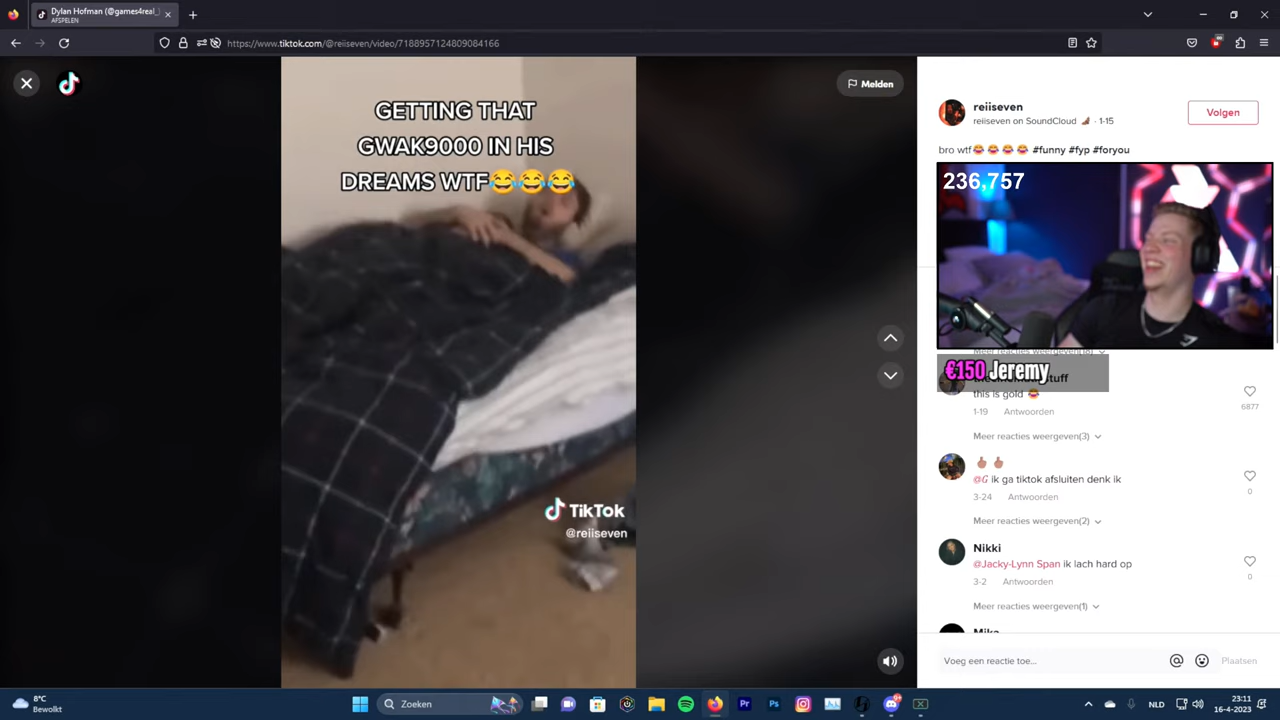 Dylan Hofman (@games4real_
AFSPELEN
https://www.tiktok.com/@reiiseven/video/7188957124809084166
Melden
GETTING THAT
GWAK9000 IN HIS
DREAMS WTF😂😂😂
TikTok
@reiiseven
reiiseven
reiiseven on SoundCloud · 1-15
Volgen
bro wtf😂😂😂😂 #funny #fyp #foryou
236,757
Meer reacties weergeven(18)
€150 Jeremy
this is gold 😂
1-19 Antwoorden
6877
Meer reacties weergeven(3)
@G ik ga tiktok afsluiten denk ik
3-24 Antwoorden
0
Meer reacties weergeven(2)
Nikki
@Jacky-Lynn Span ik lach hard op
3-2 Antwoorden
0
Meer reacties weergeven(1)
Mika
Voeg een reactie toe...
Plaatsen
8°C
Bewolkt
Zoeken
NLD
23:11
16-4-2023